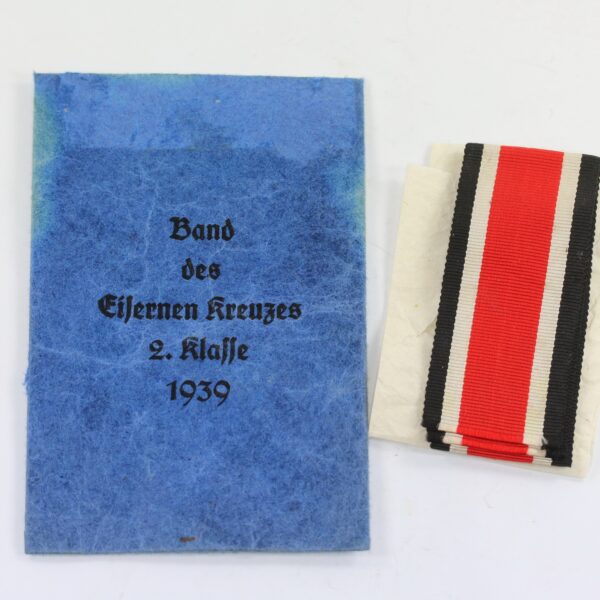 Band
des
Eisernen Kreuzes
2. Klasse
1939